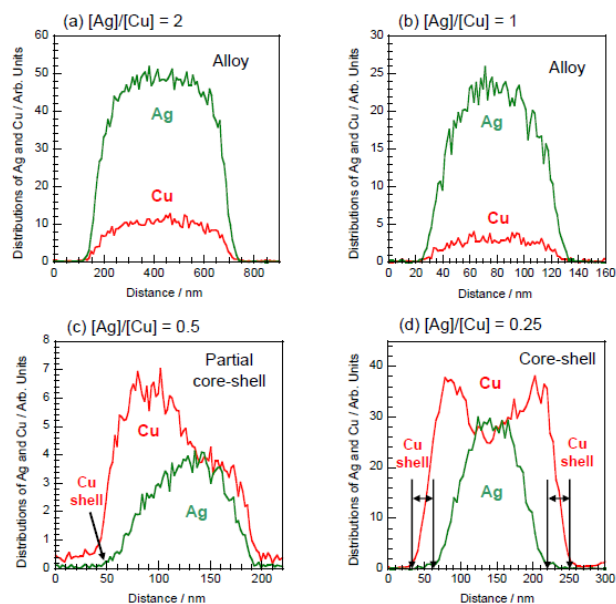 (a) [Ag]/[Cu] = 2
60
50
40
30
20
10
0
Distributions of Ag and Cu / Arb. Units
Alloy
Ag
Cu
0 200 400 600 800
Distance / nm
(b) [Ag]/[Cu] = 1
30
25
20
15
10
5
0
Distributions of Ag and Cu / Arb. Units
Alloy
Ag
Cu
0 20 40 60 80 100 120 140 160
Distance / nm
(c) [Ag]/[Cu] = 0.5
8
7
6
5
4
3
2
1
0
Distributions of Ag and Cu / Arb. Units
Partial
core-shell
Cu
Cu
shell
Ag
0 50 100 150 200
Distance / nm
(d) [Ag]/[Cu] = 0.25
40
30
20
10
0
Distributions of Ag and Cu / Arb. Units
Core-shell
Cu
Cu
shell
Cu
shell
Ag
0 50 100 150 200 250 300
Distance / nm